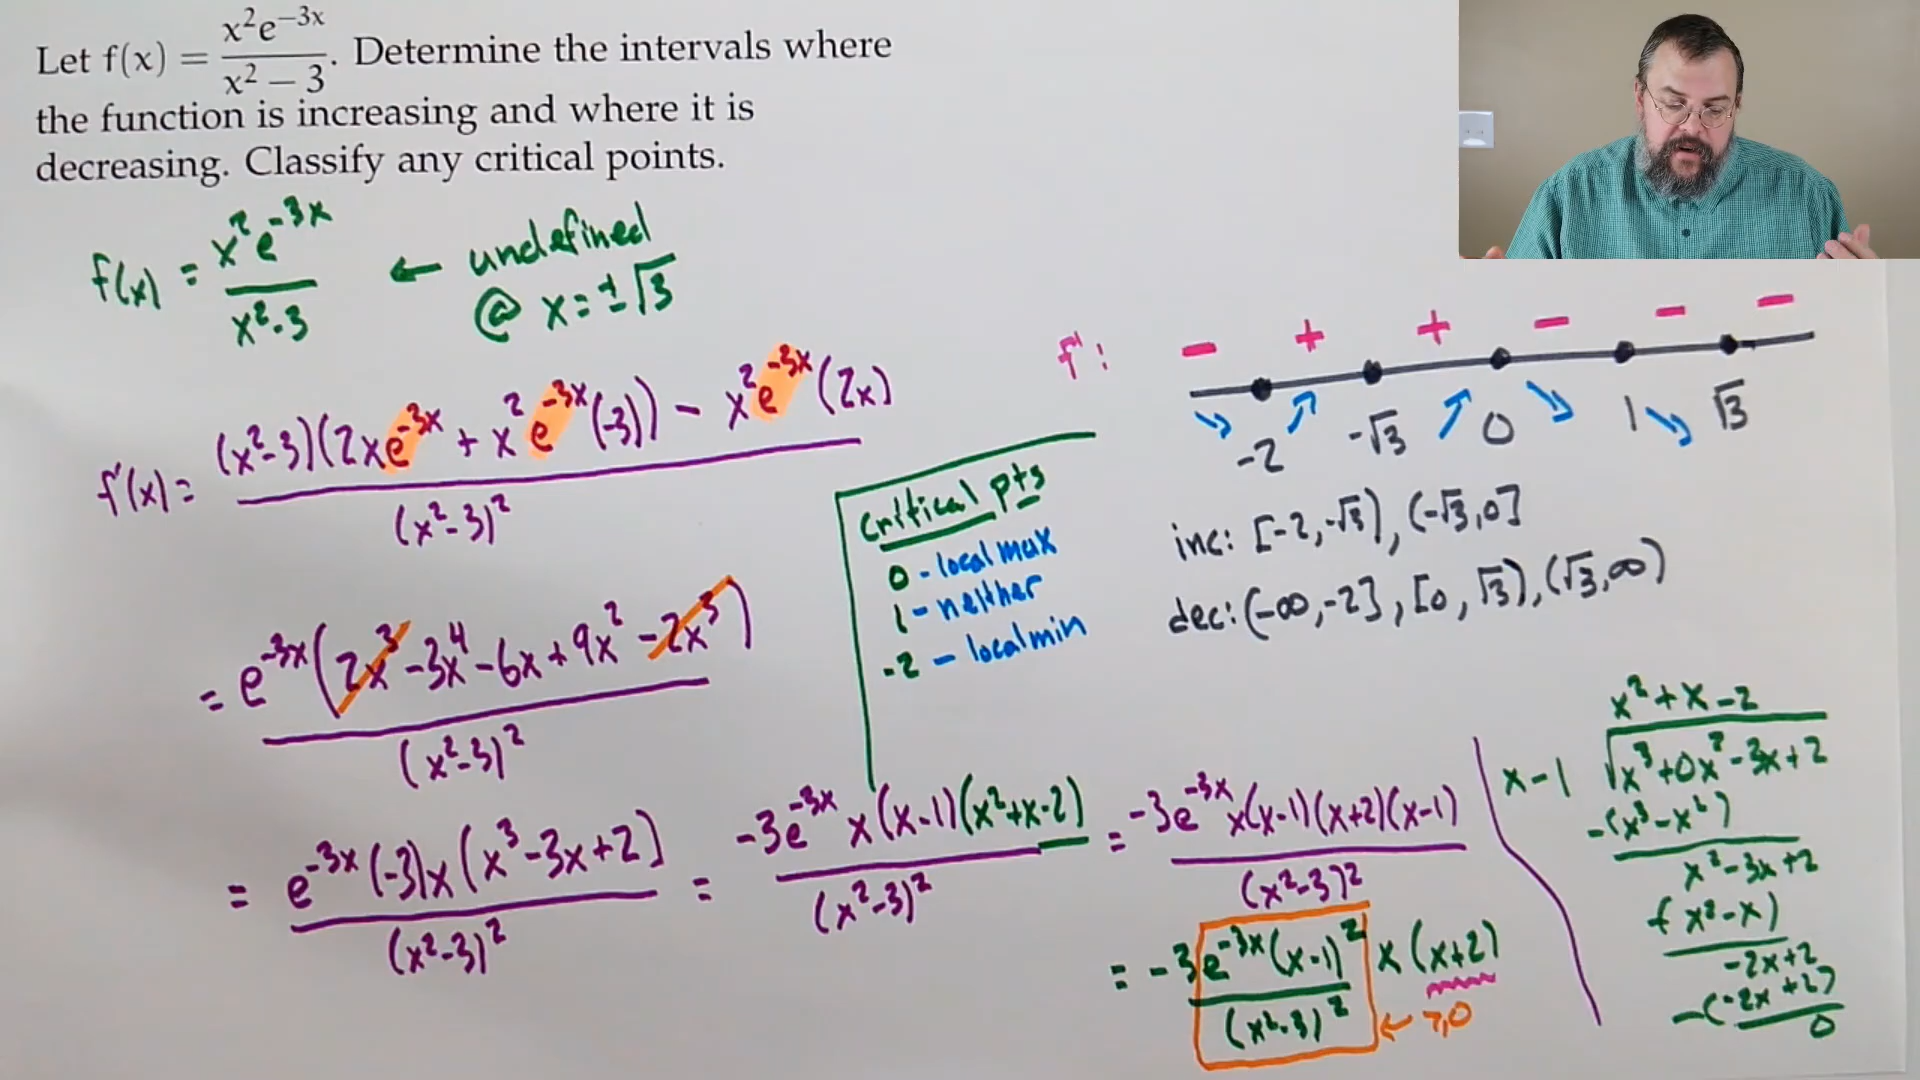 Let f(x) = x²e⁻³ˣ / x² − 3. Determine the intervals where
the function is increasing and where it is
decreasing. Classify any critical points.
f(x) = x²e⁻³ˣ / x²-3 ← undefined
@ x = ±√3
f'(x) = (x²-3)(2xe⁻³ˣ + x²e⁻³ˣ(-3)) - x²e⁻³ˣ(2x) / (x²-3)²
= e⁻³ˣ(2x³ - 3x⁴ - 6x + 9x² - 2x³) / (x²-3)²
= e⁻³ˣ(-3)x(x³ - 3x + 2) / (x²-3)² = -3e⁻³ˣ x(x-1)(x²+x-2) / (x²-3)² = -3e⁻³ˣ x(x-1)(x+2)(x-1) / (x²-3)²
= -3 e⁻³ˣ(x-1)² / (x²-3)² x(x+2)
← ≥0
critical pts
0 - local max
1 - neither
-2 - local min
f': - + + - - -
-2 -√3 0 1 √3
inc: [-2,-√3), (-√3,0]
dec: (-∞,-2], [0,√3), (√3,∞)
x²+x-2
x-1 √x³+0x²-3x+2
-(x³-x²)
x²-3x+2
-(x²-x)
-2x+2
-(-2x+2)
0